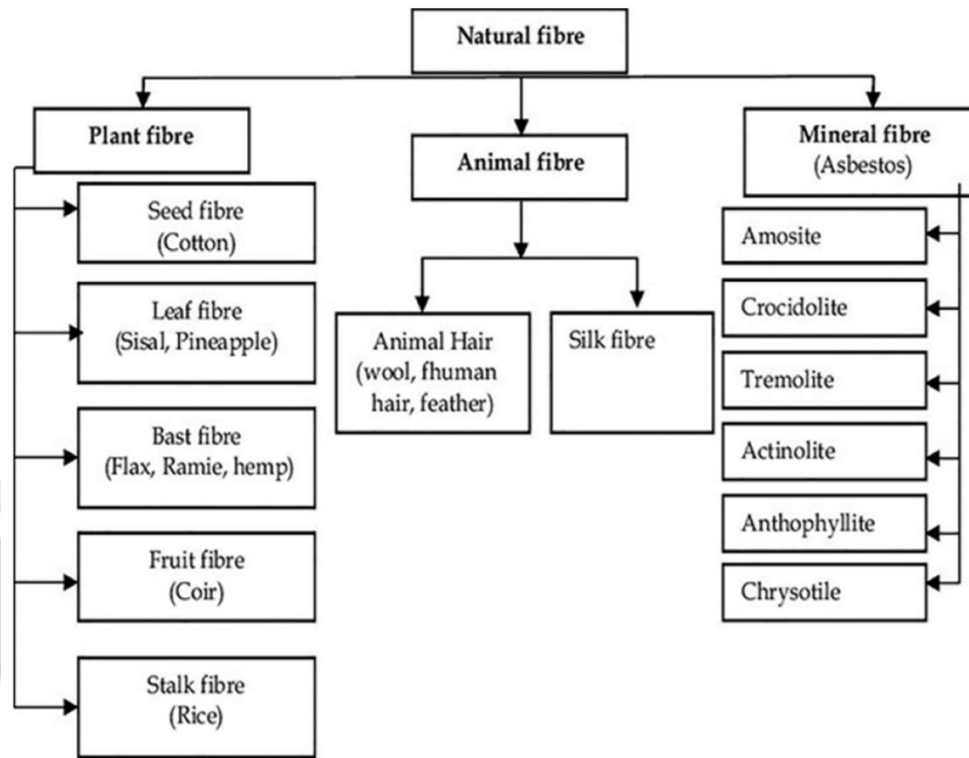 Natural fibre
Plant fibre
Seed fibre
(Cotton)
Leaf fibre
(Sisal, Pineapple)
Bast fibre
(Flax, Ramie, hemp)
Fruit fibre
(Coir)
Stalk fibre
(Rice)
Animal fibre
Animal Hair
(wool, fhuman
hair, feather)
Silk fibre
Mineral fibre
(Asbestos)
Amosite
Crocidolite
Tremolite
Actinolite
Anthophyllite
Chrysotile